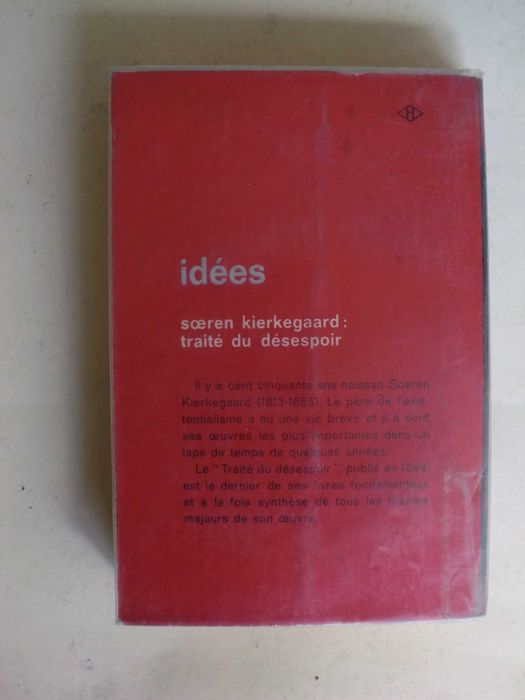 H
idées
sœren kierkegaard :
traité du désespoir
Il y a cent cinquante ans naissait Soëren
Kierkegaard (1813-1855). Le père de l'exis-
tentialisme a eu une vie brève et il a écrit
ses œuvres les plus importantes dans un
laps de temps de quelques années.
Le "Traité du désespoir", publié en 1849,
est le dernier de ses livres fondamentaux
et à la fois synthèse de tous les thèmes
majeurs de son œuvre.